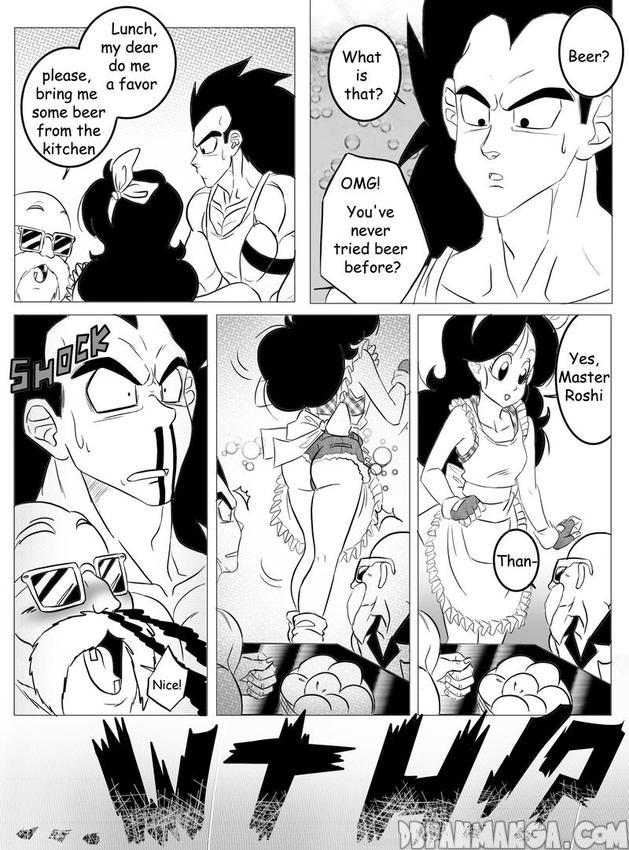 Beer?
What
is
that?
OMG!
You've
never
tried beer
before?
Lunch,
my dear
do me
a favor
please,
bring me
some beer
from the
kitchen
Yes,
Master
Roshi
Than-
SHOCK
Nice!
... WTH!?
DBFANMANGA.COM